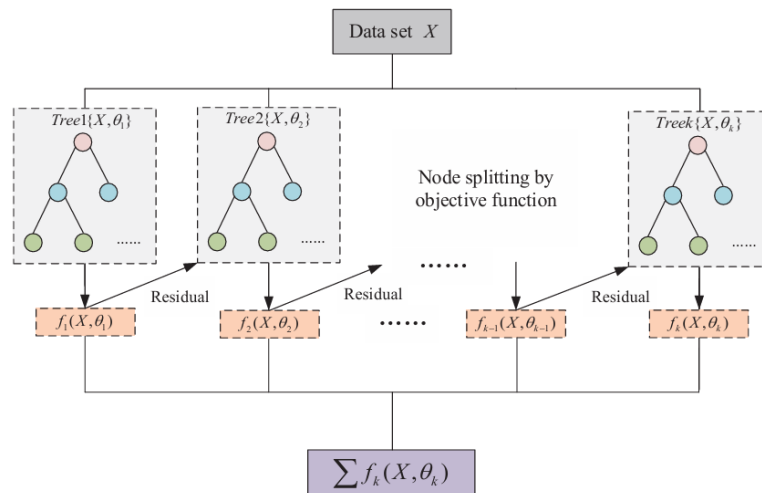 Data set X
Tree1{X,θ₁}
Tree2{X,θ₂}
Treek{X,θₖ}
Node splitting by
objective function
......
......
......
......
Residual
Residual
Residual
f₁(X,θ₁)
f₂(X,θ₂)
......
fₖ₋₁(X,θₖ₋₁)
fₖ(X,θₖ)
∑ fₖ(X,θₖ)